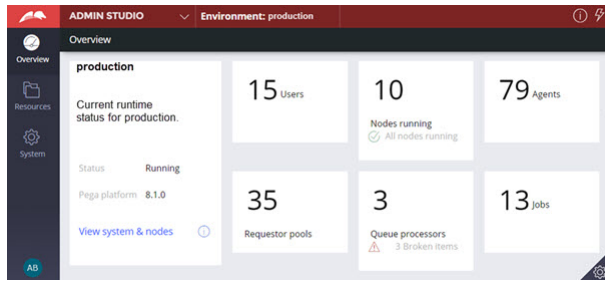 ADMIN STUDIO
Environment: production
Overview
Overview
Resources
System
AB
production
Current runtime
status for production.
Status Running
Pega platform 8.1.0
View system & nodes
15 Users
10
Nodes running
All nodes running
79 Agents
35
Requestor pools
3
Queue processors
3 Broken items
13 Jobs